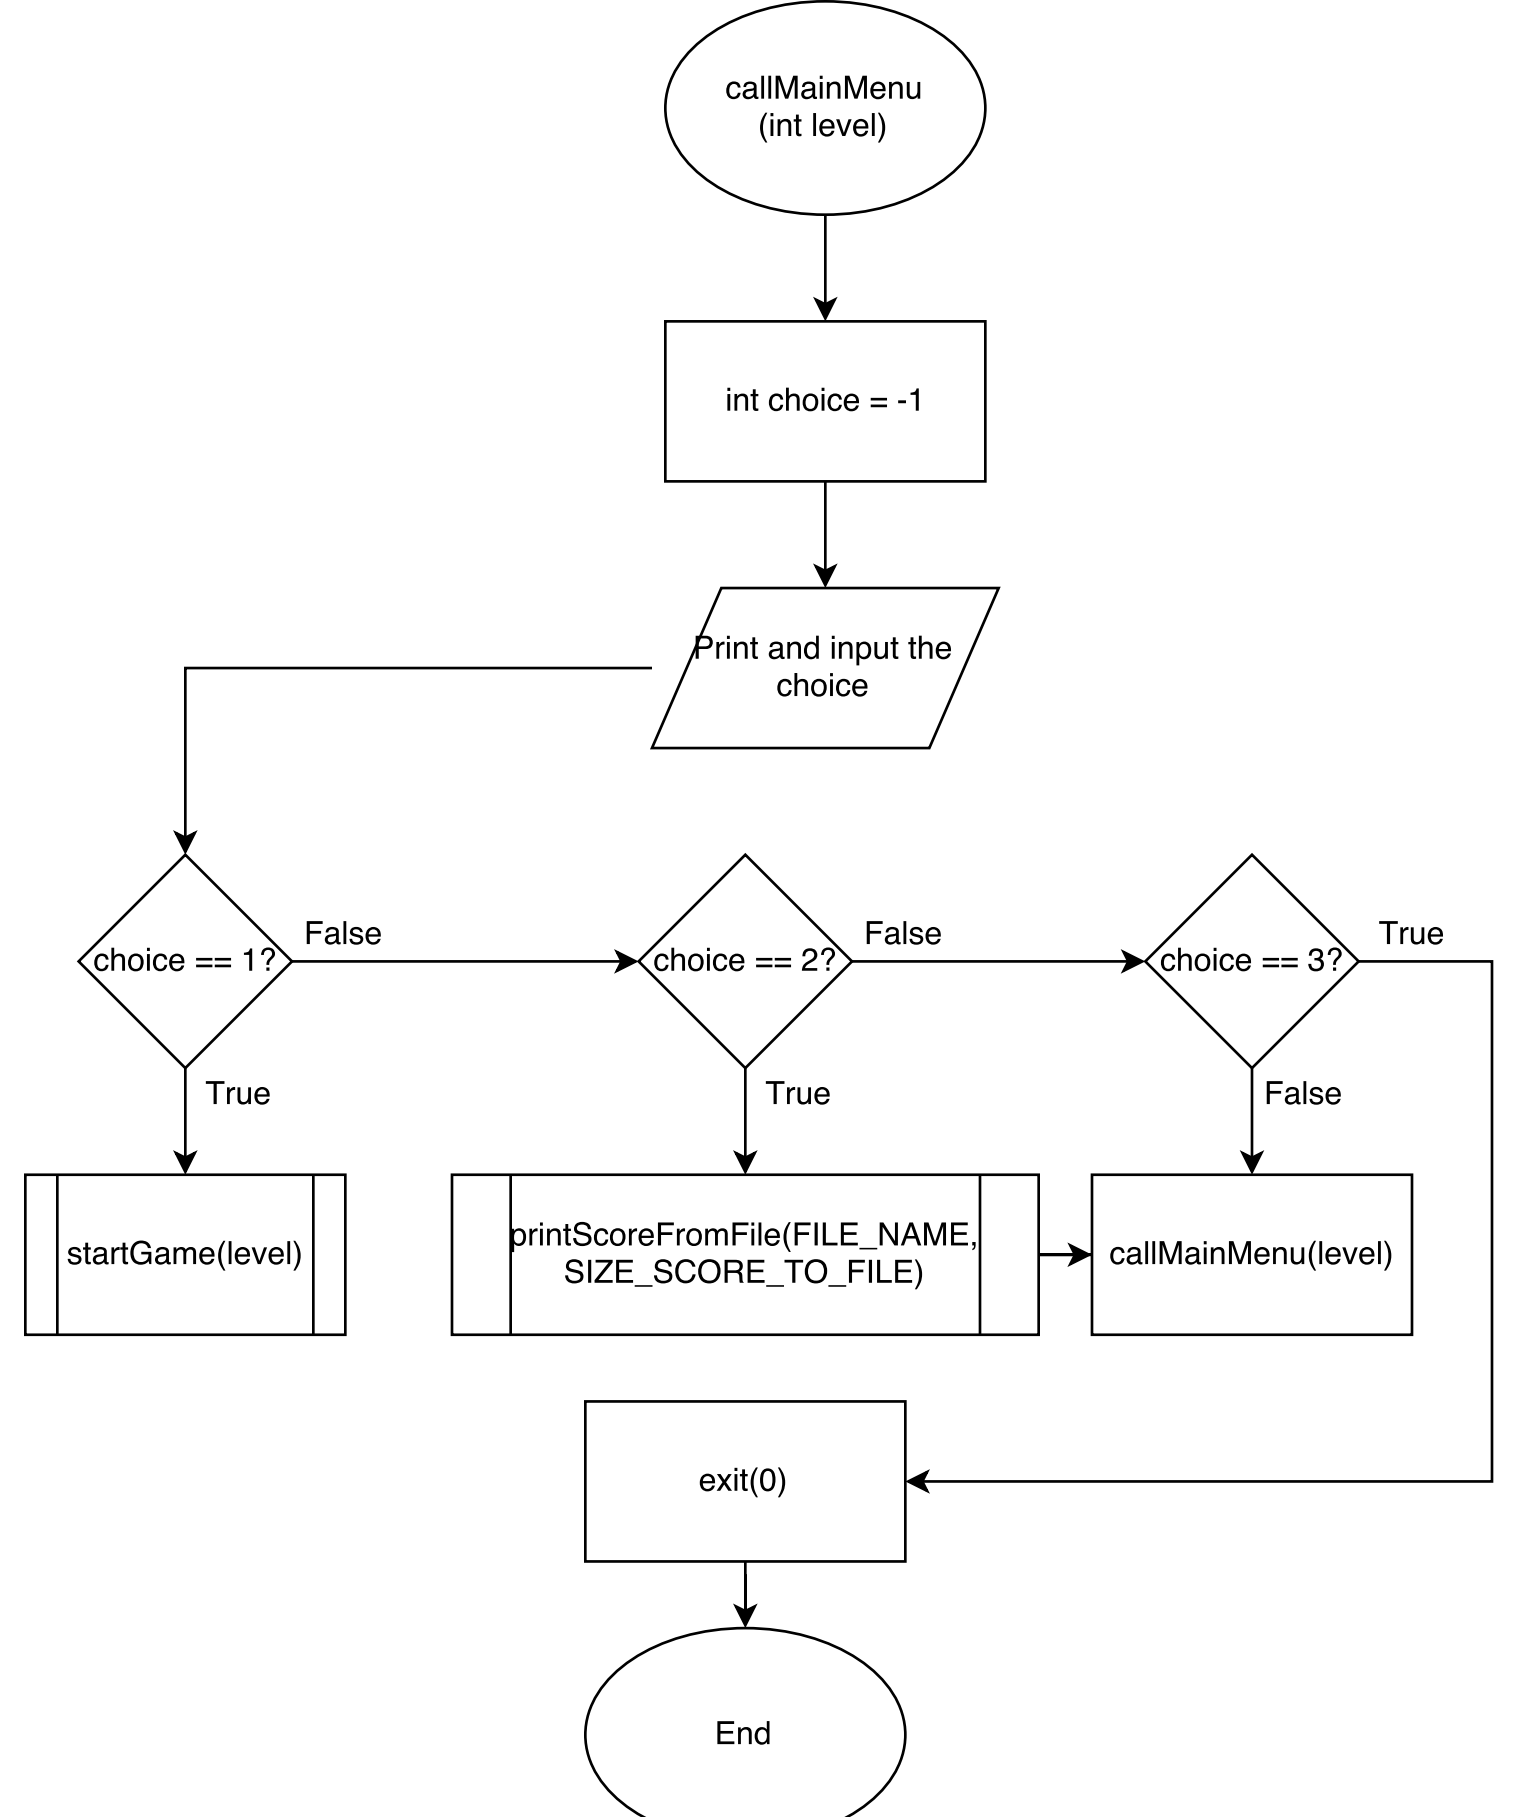 callMainMenu
(int level)
int choice = -1
Print and input the
choice
choice == 1?
False
choice == 2?
False
choice == 3?
True
True
True
False
startGame(level)
printScoreFromFile(FILE_NAME,
SIZE_SCORE_TO_FILE)
callMainMenu(level)
exit(0)
End